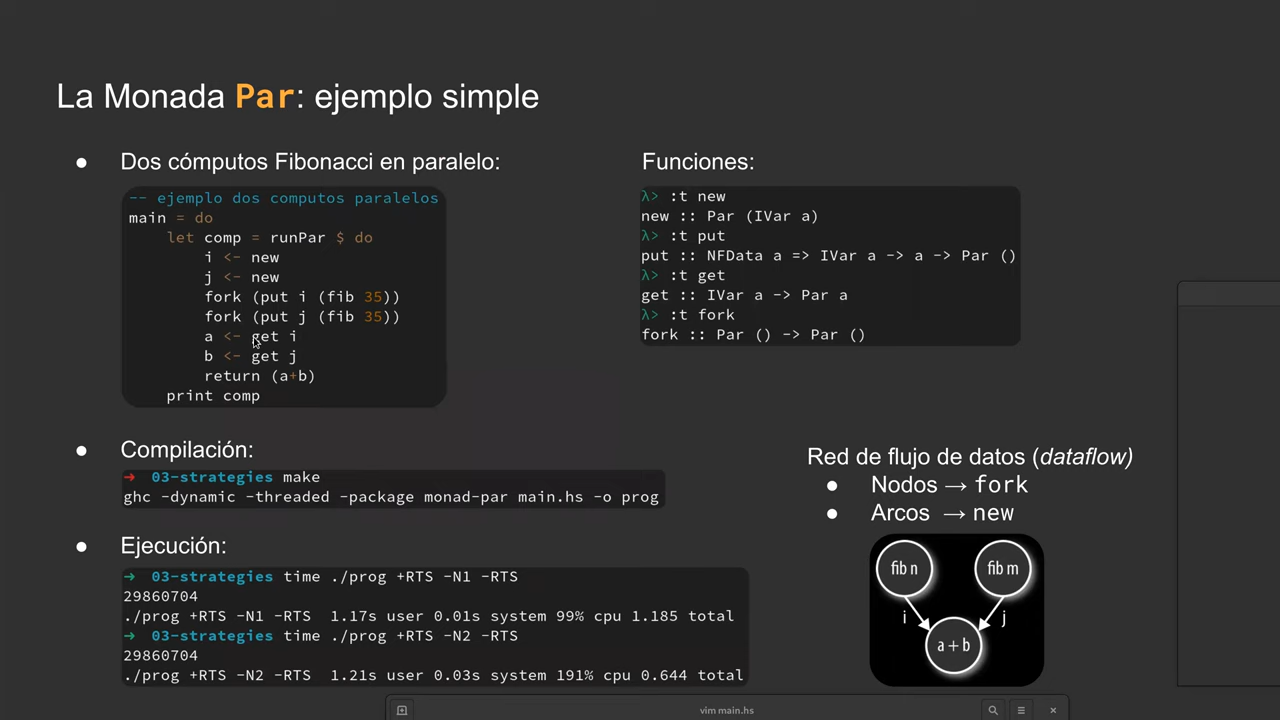 La Monada Par: ejemplo simple
● Dos cómputos Fibonacci en paralelo:
-- ejemplo dos computos paralelos
main = do
    let comp = runPar $ do
        i <- new
        j <- new
        fork (put i (fib 35))
        fork (put j (fib 35))
        a <- get i
        b <- get j
        return (a+b)
    print comp
Funciones:
λ> :t new
new :: Par (IVar a)
λ> :t put
put :: NFData a => IVar a -> a -> Par ()
λ> :t get
get :: IVar a -> Par a
λ> :t fork
fork :: Par () -> Par ()
● Compilación:
➜ 03-strategies make
ghc -dynamic -threaded -package monad-par main.hs -o prog
● Ejecución:
➜ 03-strategies time ./prog +RTS -N1 -RTS
29860704
./prog +RTS -N1 -RTS 1.17s user 0.01s system 99% cpu 1.185 total
➜ 03-strategies time ./prog +RTS -N2 -RTS
29860704
./prog +RTS -N2 -RTS 1.21s user 0.03s system 191% cpu 0.644 total
Red de flujo de datos (dataflow)
● Nodos → fork
● Arcos → new
fib n
fib m
i
j
a + b
vim main.hs